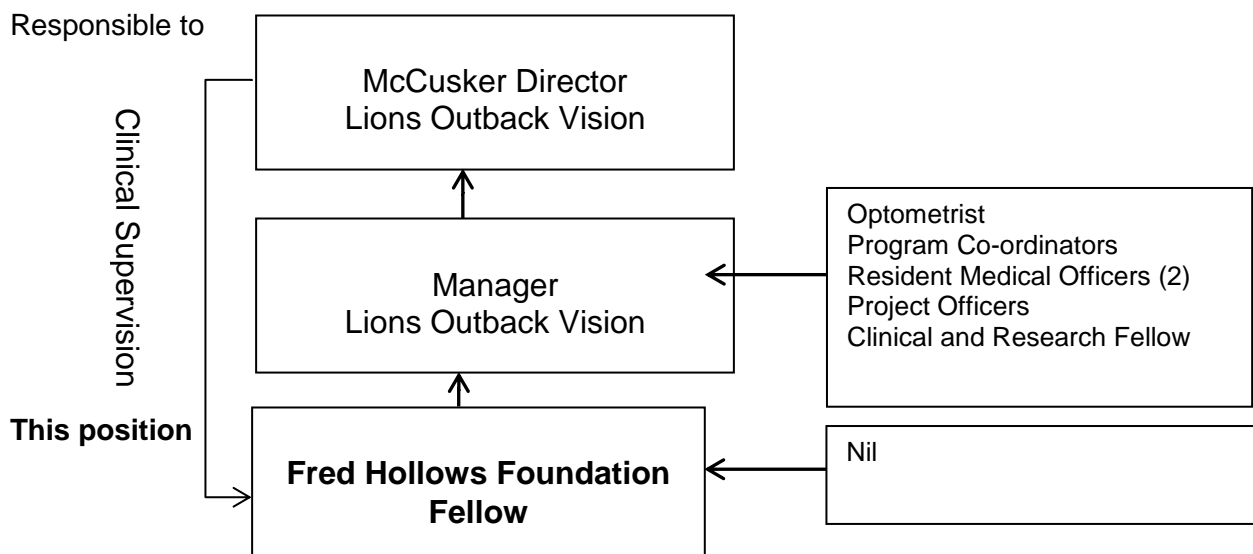 Responsible to
McCusker Director
Lions Outback Vision
Clinical Supervision
Manager
Lions Outback Vision
Optometrist
Program Co-ordinators
Resident Medical Officers (2)
Project Officers
Clinical and Research Fellow
This position
Fred Hollows Foundation
Fellow
Nil